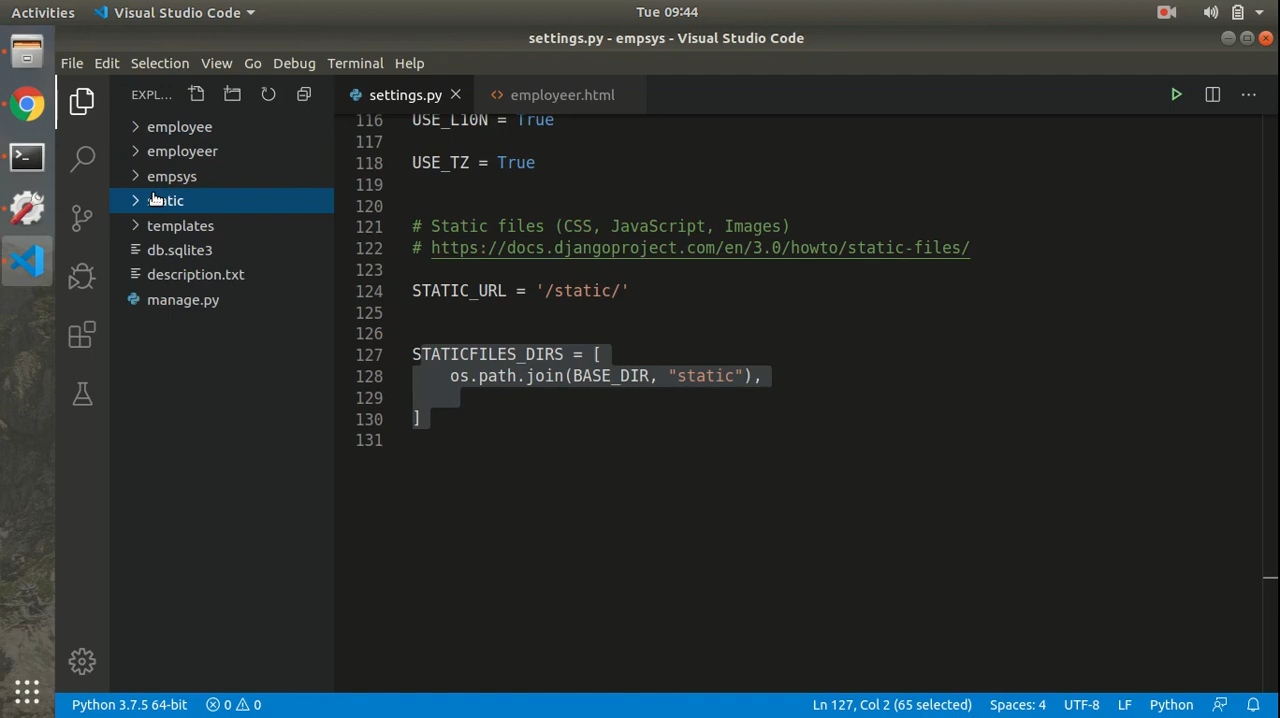 Activities Visual Studio Code Tue 09:44
settings.py - empsys - Visual Studio Code
File Edit Selection View Go Debug Terminal Help
EXPL... settings.py employeer.html
employee
employeer
empsys
templates
db.sqlite3
description.txt
manage.py
116 USE_L10N = True
117
118 USE_TZ = True
119
120
121 # Static files (CSS, JavaScript, Images)
122 # https://docs.djangoproject.com/en/3.0/howto/static-files/
123
124 STATIC_URL = '/static/'
125
126
127 STATICFILES_DIRS = [
128 os.path.join(BASE_DIR, "static"),
129
130 ]
131
Python 3.7.5 64-bit 0 0 Ln 127, Col 2 (65 selected) Spaces: 4 UTF-8 LF Python